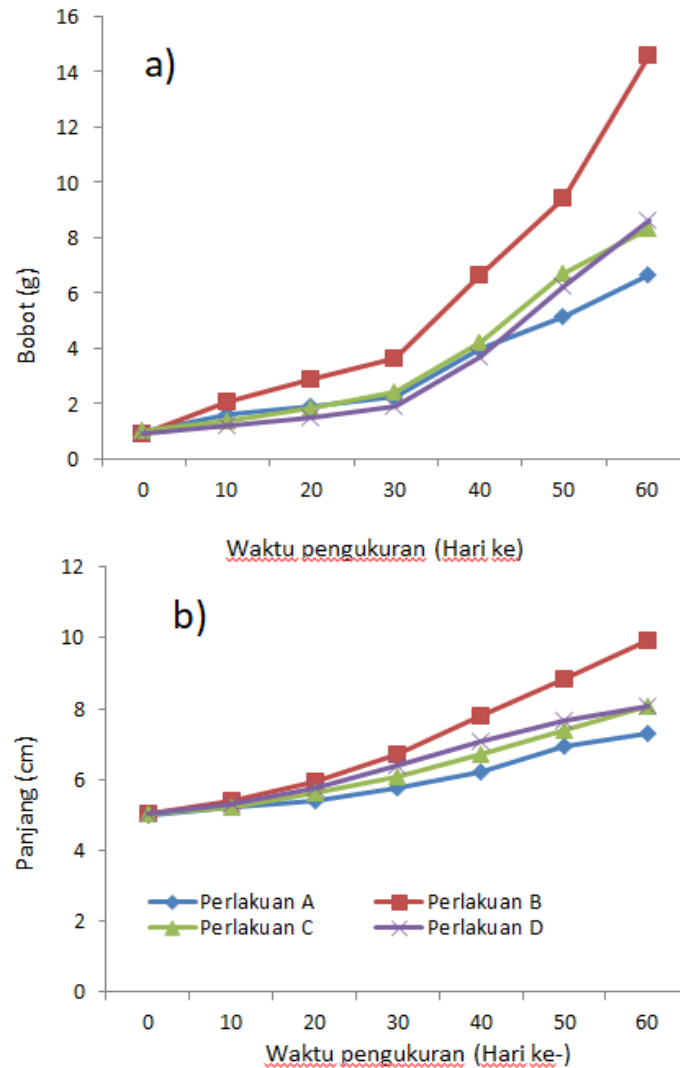 a)
16
14
12
10
8
6
4
2
0
Bobot (g)
0 10 20 30 40 50 60
Waktu pengukuran (Hari ke)
b)
12
10
8
6
4
2
0
Panjang (cm)
Perlakuan A Perlakuan B
Perlakuan C Perlakuan D
0 10 20 30 40 50 60
Waktu pengukuran (Hari ke-)